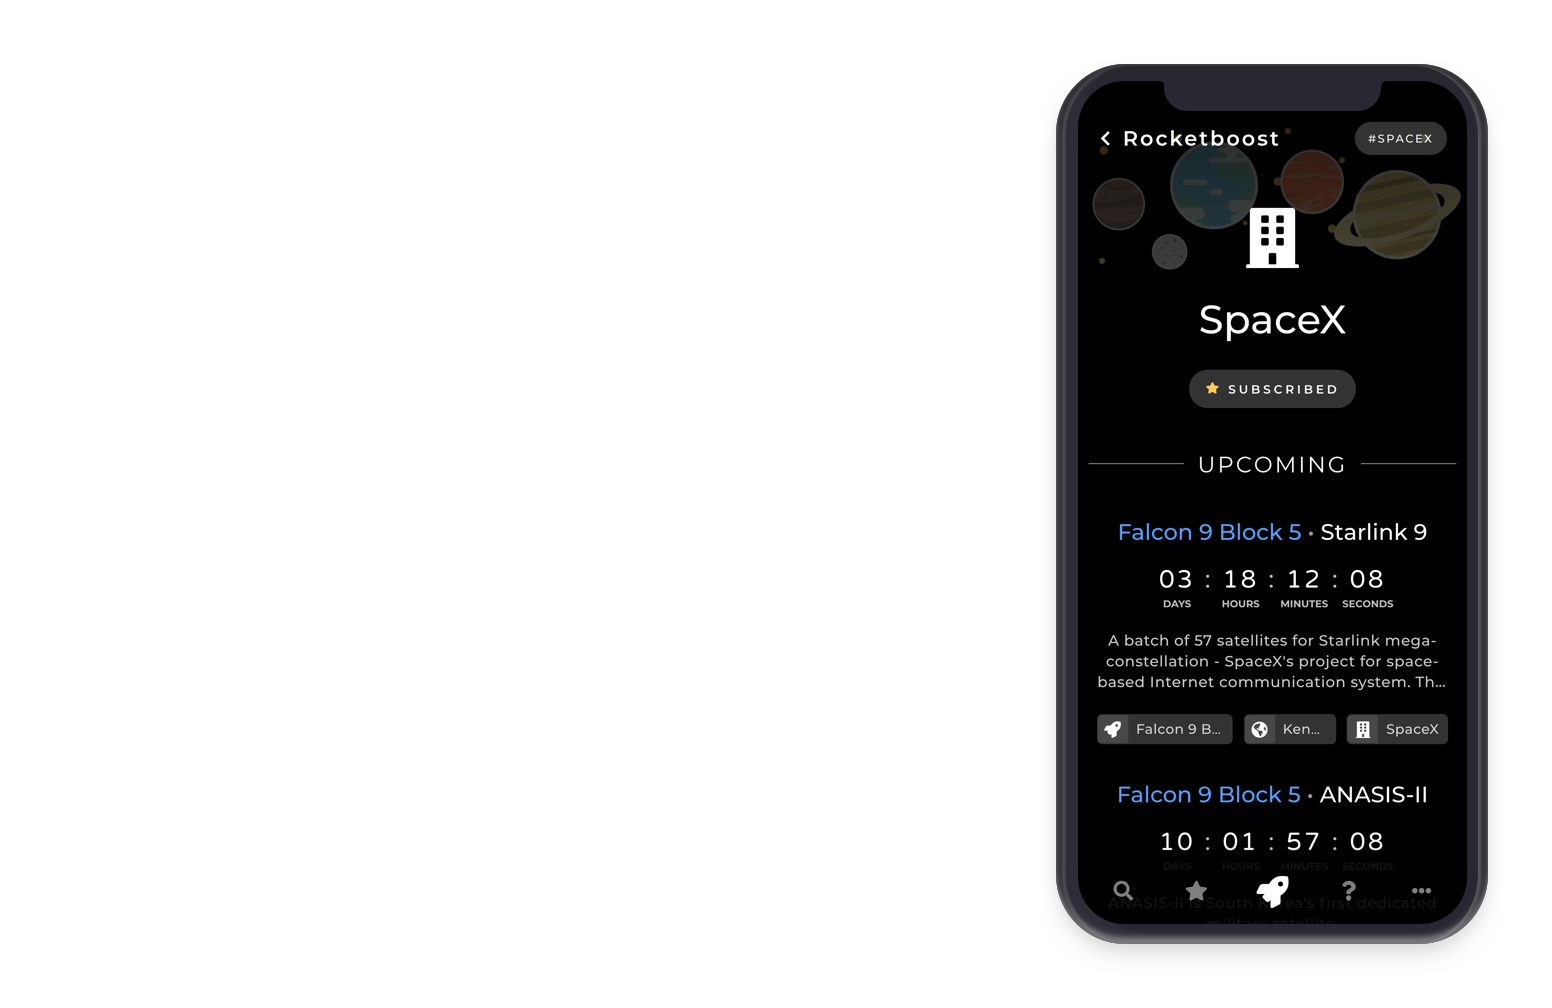 Rocketboost
#SPACEX
SpaceX
SUBSCRIBED
UPCOMING
Falcon 9 Block 5 • Starlink 9
03 : 18 : 12 : 08
DAYS HOURS MINUTES SECONDS
A batch of 57 satellites for Starlink mega-
constellation - SpaceX's project for space-
based Internet communication system. Th...
Falcon 9 B... Ken... SpaceX
Falcon 9 Block 5 • ANASIS-II
10 : 01 : 57 : 08
DAYS HOURS MINUTES SECONDS
ANASIS-II is South Korea's first dedicated
military satellite